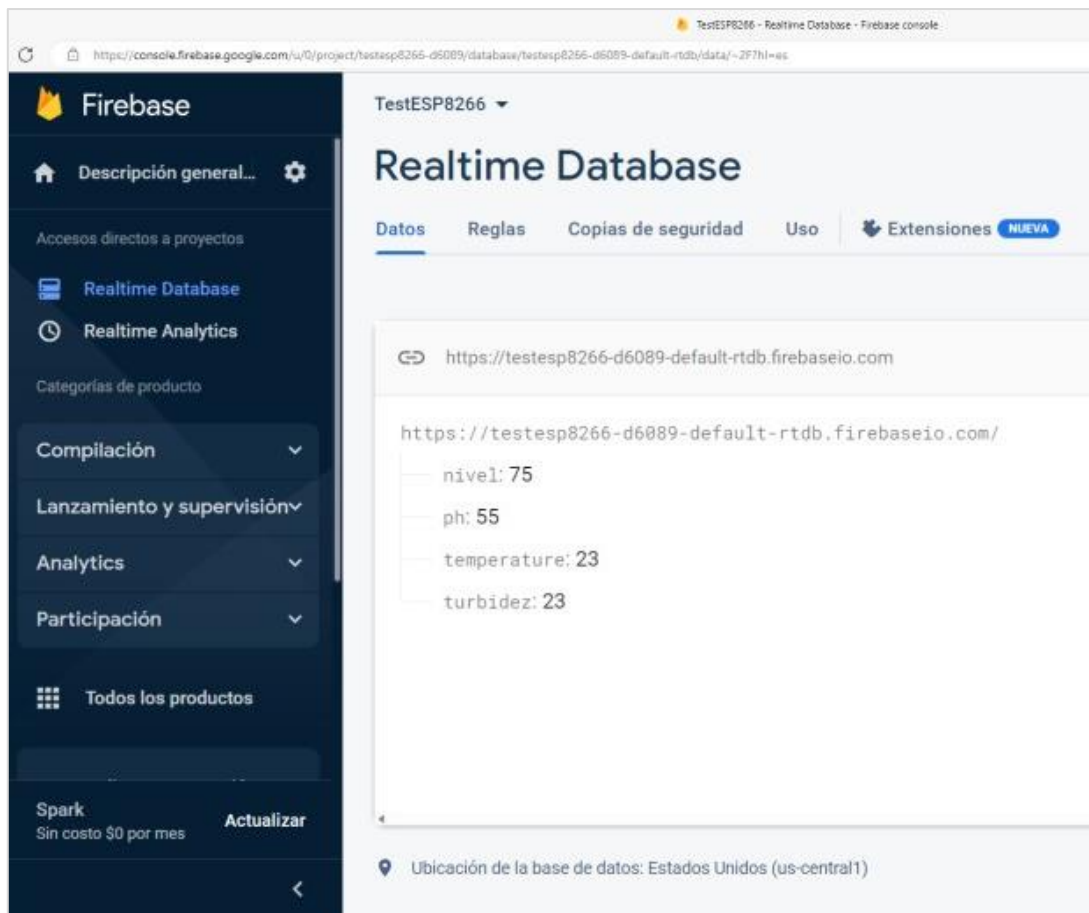 TestESP8266 - Realtime Database - Firebase console
https://console.firebase.google.com/u/0/project/testesp8266-d6089/database/testesp8266-d6089-default-rtdb/data/~2F?hl=es
Firebase
Descripción general...
Accesos directos a proyectos
Realtime Database
Realtime Analytics
Categorías de producto
Compilación
Lanzamiento y supervisión
Analytics
Participación
Todos los productos
Spark
Sin costo $0 por mes
Actualizar
TestESP8266
Realtime Database
Datos Reglas Copias de seguridad Uso Extensiones NUEVA
https://testesp8266-d6089-default-rtdb.firebaseio.com
https://testesp8266-d6089-default-rtdb.firebaseio.com/
nivel: 75
ph: 55
temperature: 23
turbidez: 23
Ubicación de la base de datos: Estados Unidos (us-central1)